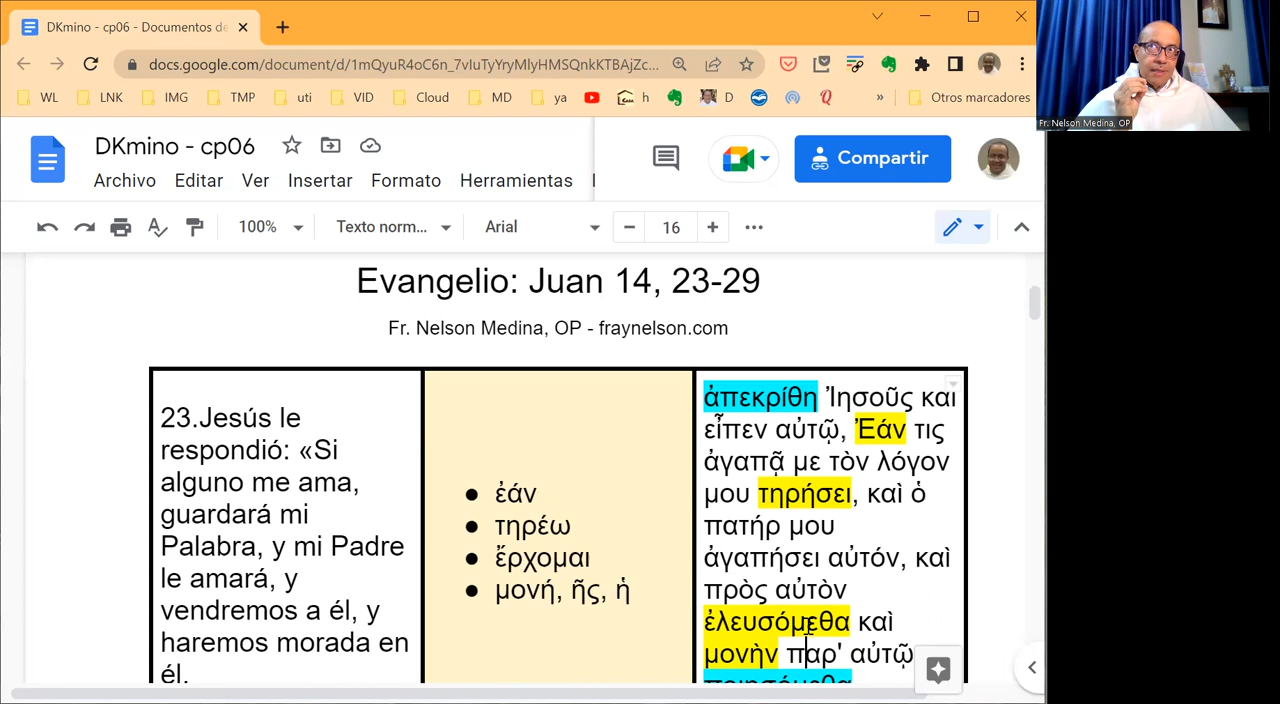 DKmino - cp06 - Documentos de
docs.google.com/document/d/1mQyuR4oC6n_7VuTyYryMlyHMSQnkKTBAjZc...
WL LNK IMG TMP uti VID Cloud MD ya h D » Otros marcadores
Fr. Nelson Medina, OP
DKmino - cp06
Archivo Editar Ver Insertar Formato Herramientas
Compartir
100% Texto norm... Arial 16
Evangelio: Juan 14, 23-29
Fr. Nelson Medina, OP - fraynelson.com
23.Jesús le
respondió: «Si
alguno me ama,
guardará mi
Palabra, y mi Padre
le amará, y
vendremos a él, y
haremos morada en
él.
ἐάν
τηρέω
ἔρχομαι
μονή, ῆς, ἡ
ἀπεκρίθη Ἰησοῦς καὶ
εἶπεν αὐτῷ, Ἐάν τις
ἀγαπᾷ με τὸν λόγον
μου τηρήσει, καὶ ὁ
πατήρ μου
ἀγαπήσει αὐτόν, καὶ
πρὸς αὐτὸν
ἐλευσόμεθα καὶ
μονὴν παρ' αὐτῷ